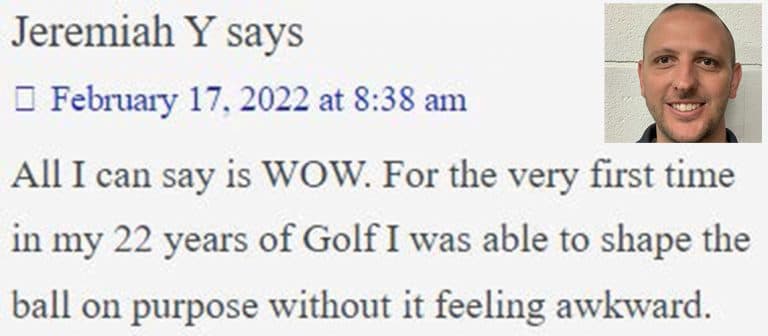 Jeremiah Y says
February 17, 2022 at 8:38 am
All I can say is WOW. For the very first time
in my 22 years of Golf I was able to shape the
ball on purpose without it feeling awkward.